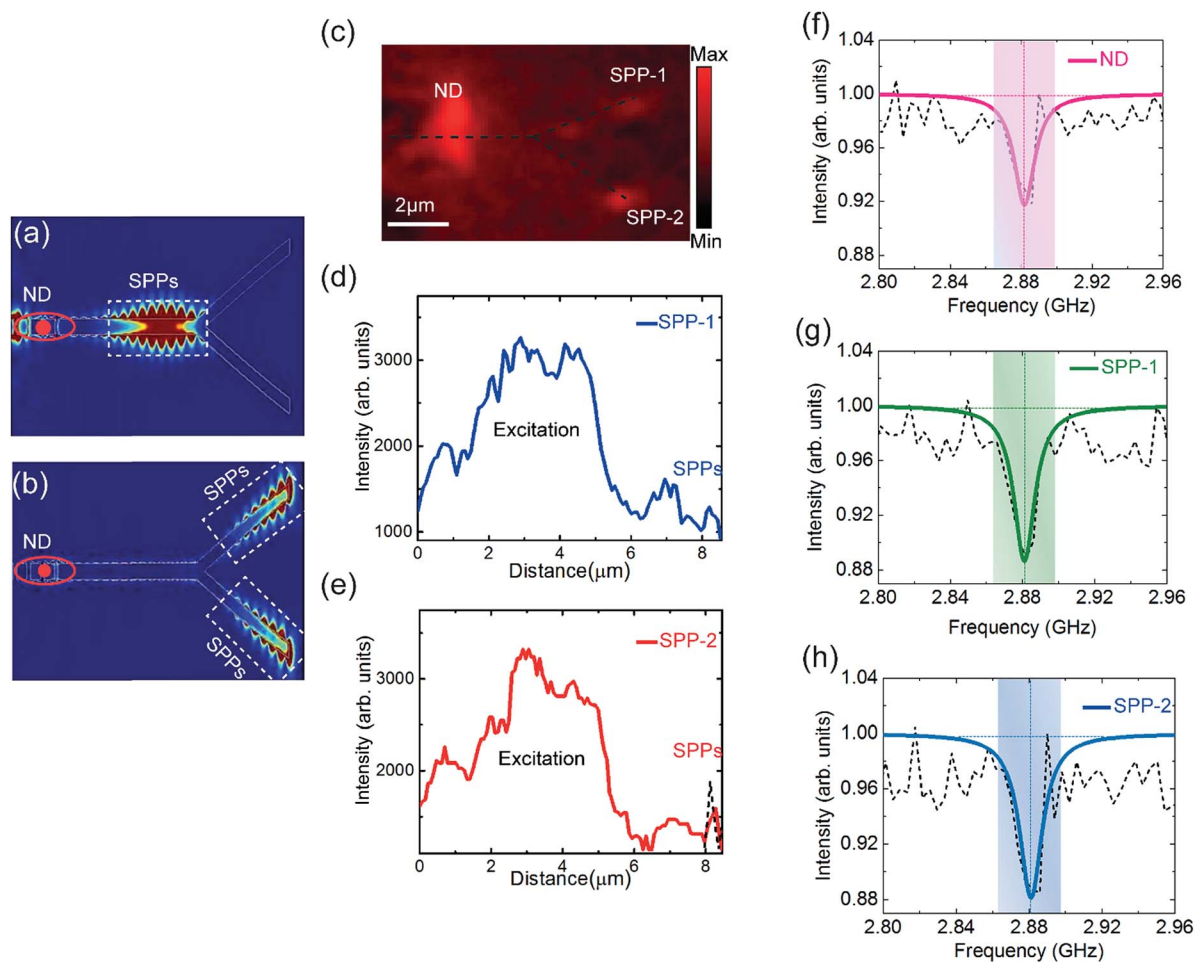 (a)
ND
SPPs
(b)
ND
SPPs
SPPs
(c)
ND
SPP-1
SPP-2
2μm
Max
Min
(d)
SPP-1
Excitation
SPPs
Intensity (arb. units)
3000
2000
1000
0 2 4 6 8
Distance(μm)
(e)
SPP-2
Excitation
SPPs
Intensity (arb. units)
3000
2000
0 2 4 6 8
Distance(μm)
(f)
ND
Intensity (arb. units)
1.04
1.00
0.96
0.92
0.88
2.80 2.84 2.88 2.92 2.96
Frequency (GHz)
(g)
SPP-1
Intensity (arb. units)
1.04
1.00
0.96
0.92
0.88
2.80 2.84 2.88 2.92 2.96
Frequency (GHz)
(h)
SPP-2
Intensity (arb. units)
1.04
1.00
0.96
0.92
0.88
2.80 2.84 2.88 2.92 2.96
Frequency (GHz)